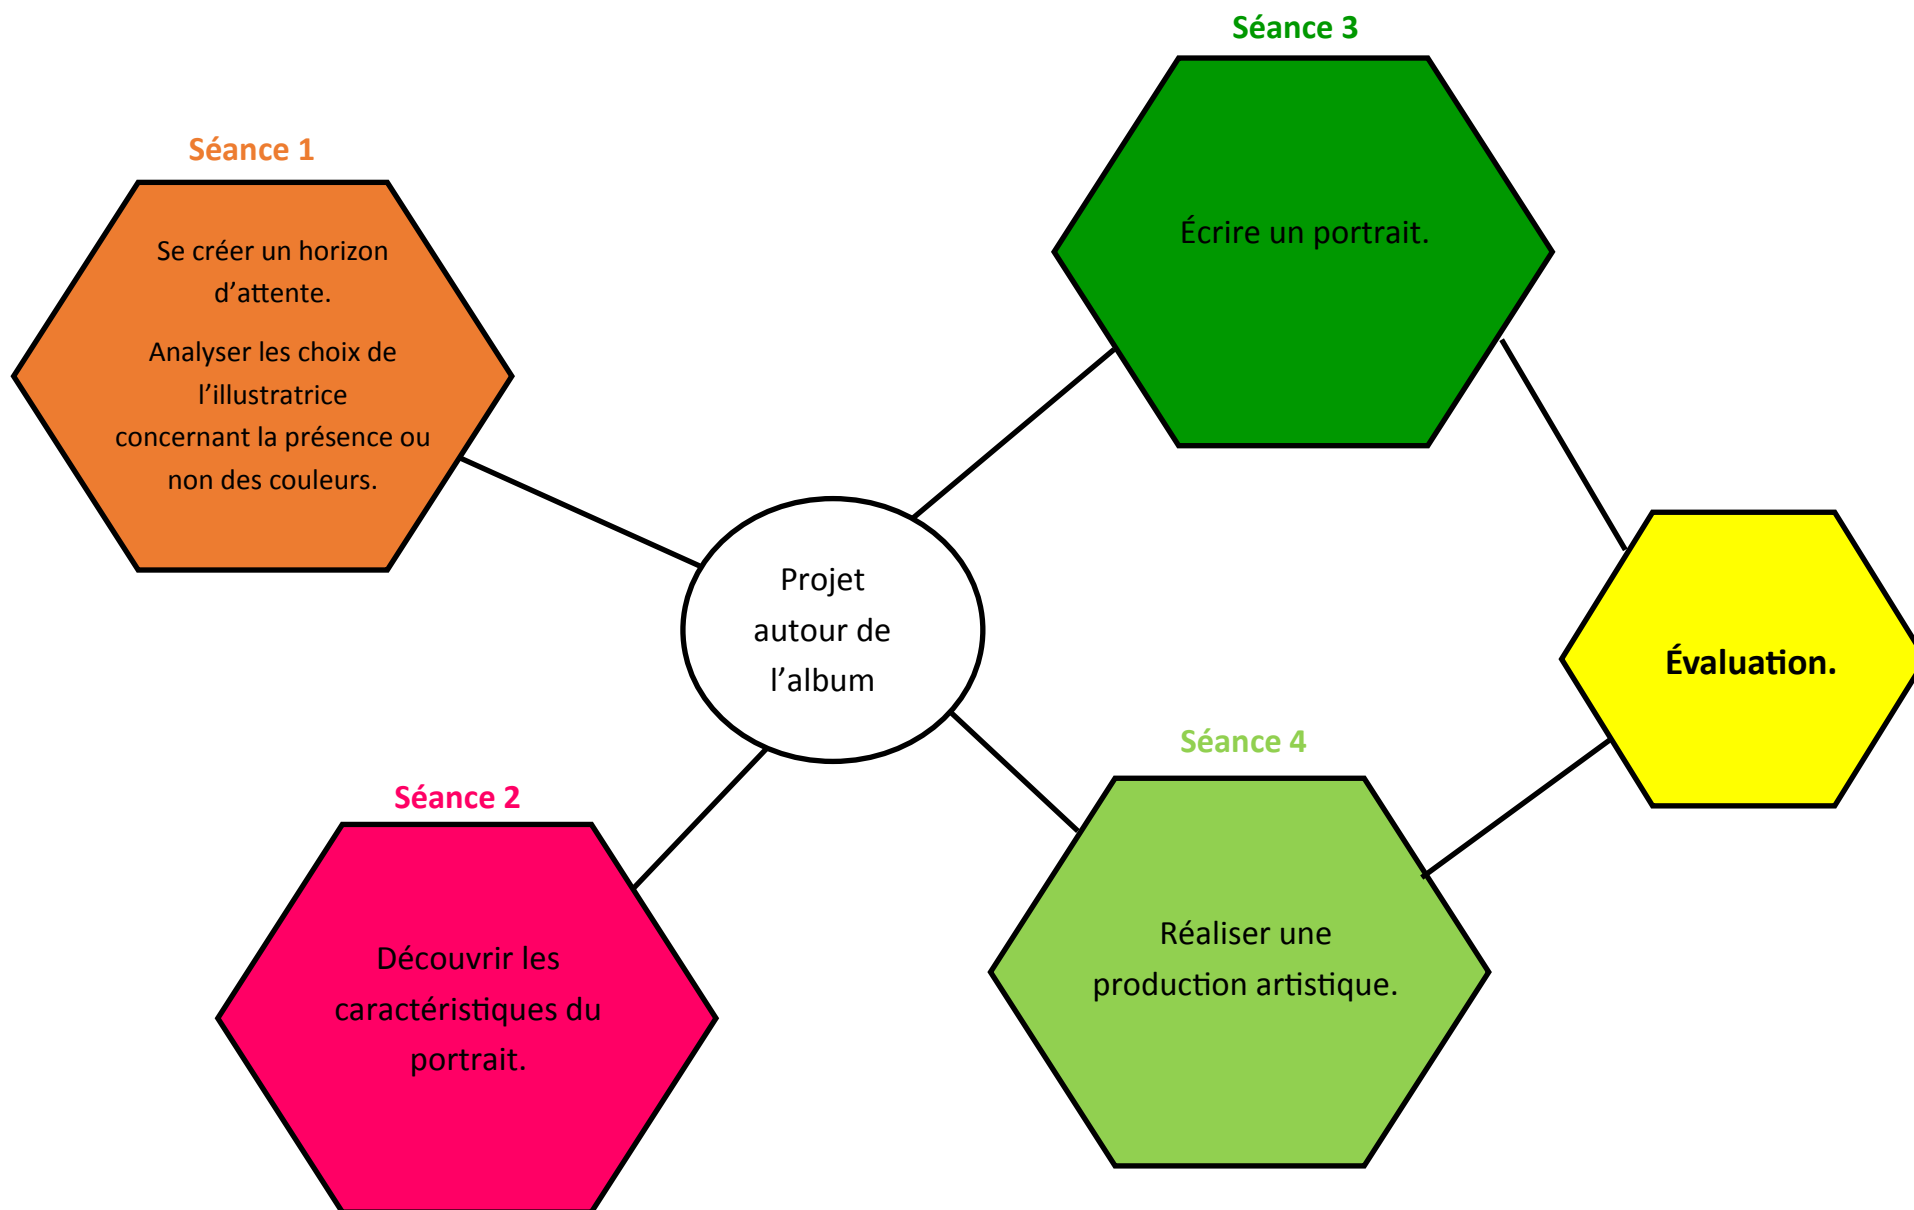 Séance 1
Se créer un horizon
d’attente.
Analyser les choix de
l’illustratrice
concernant la présence ou
non des couleurs.
Séance 2
Découvrir les
caractéristiques du
portrait.
Projet
autour de
l’album
Séance 3
Écrire un portrait.
Séance 4
Réaliser une
production artistique.
Évaluation.